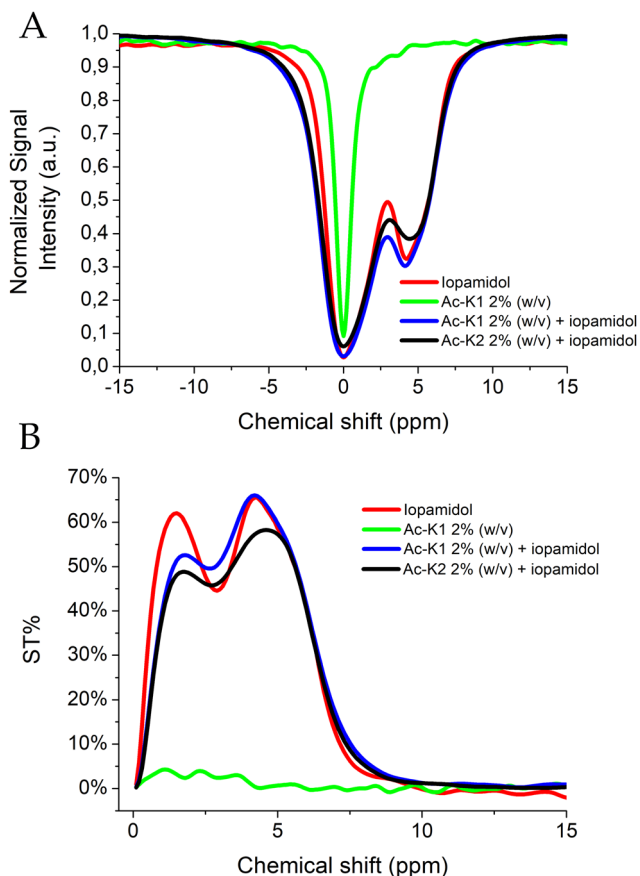 A
Normalized Signal
Intensity (a.u.)
1,0
0,9
0,8
0,7
0,6
0,5
0,4
0,3
0,2
0,1
0,0
Iopamidol
Ac-K1 2% (w/v)
Ac-K1 2% (w/v) + iopamidol
Ac-K2 2% (w/v) + iopamidol
-15 -10 -5 0 5 10 15
Chemical shift (ppm)
B
ST%
70%
60%
50%
40%
30%
20%
10%
0%
Iopamidol
Ac-K1 2% (w/v)
Ac-K1 2% (w/v) + iopamidol
Ac-K2 2% (w/v) + iopamidol
0 5 10 15
Chemical shift (ppm)